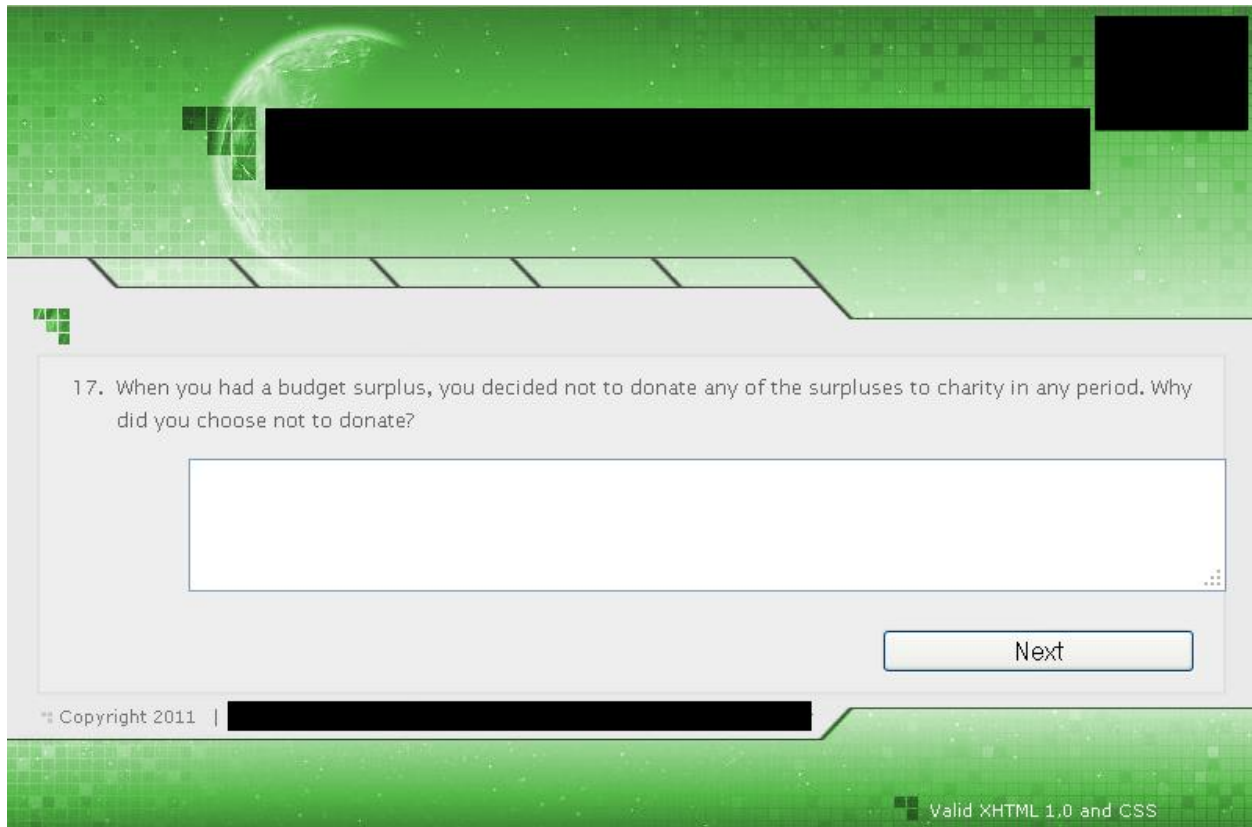 17. When you had a budget surplus, you decided not to donate any of the surpluses to charity in any period. Why
did you choose not to donate?
Next
Copyright 2011 |
Valid XHTML 1.0 and CSS